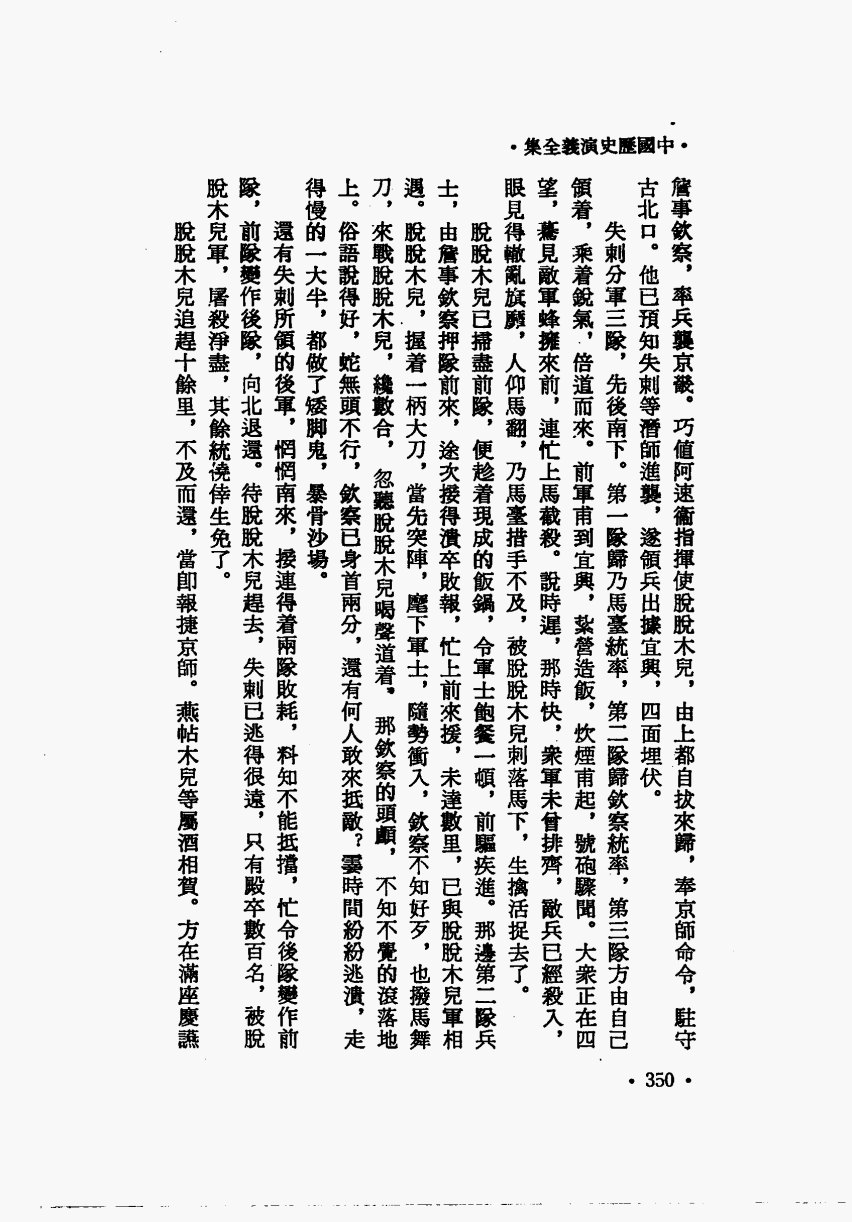 •中國歷史演義全集•
詹事欽察，率兵襲京畿。巧值阿速衞指揮使脫脫木兒，由上都自拔來歸，奉京師命令，駐守
古北口。他已預知失剌等潛師進襲，遂領兵出據宜興，四面埋伏。
失剌分軍三隊，先後南下。第一隊歸乃馬臺統率，第二隊歸欽察統率，第三隊方由自己
領着，乘着銳氣，倍道而來。前軍甫到宜興，紮營造飯，炊煙甫起，號砲驟聞。大衆正在四
望，驀見敵軍蜂擁來前，連忙上馬截殺。說時遲，那時快，衆軍未曾排齊，敵兵已經殺入，
眼見得轍亂旗靡，人仰馬翻，乃馬臺措手不及，被脫脫木兒刺落馬下，生擒活捉去了。
脫脫木兒已掃盡前隊，便趁着現成的飯鍋，令軍士飽餐一頓，前驅疾進。那邊第二隊兵
士，由詹事欽察押隊前來，途次接得潰卒敗報，忙上前來援，未達數里，已與脫脫木兒軍相
遇。脫脫木兒，握着一柄大刀，當先突陣，麾下軍士，隨勢衝入，欽察不知好歹，也撥馬舞
刀，來戰脫脫木兒，纔數合，忽聽脫脫木兒喝聲道着，那欽察的頭顱，不知不覺的滾落地
上。俗語說得好，蛇無頭不行，欽察已身首兩分，還有何人敢來抵敵？霎時間紛紛逃潰，走
得慢的一大半，都做了矮脚鬼，暴骨沙場。
還有失剌所領的後軍，惘惘南來，接連得着兩隊敗耗，料知不能抵擋，忙令後隊變作前
隊，前隊變作後隊，向北退還。待脫脫木兒趕去，失剌已逃得很遠，只有殿卒數百名，被脫
脫木兒軍，屠殺淨盡，其餘統僥倖生免了。
脫脫木兒追趕十餘里，不及而還，當卽報捷京師。燕帖木兒等屬酒相賀。方在滿座慶讌
•350•